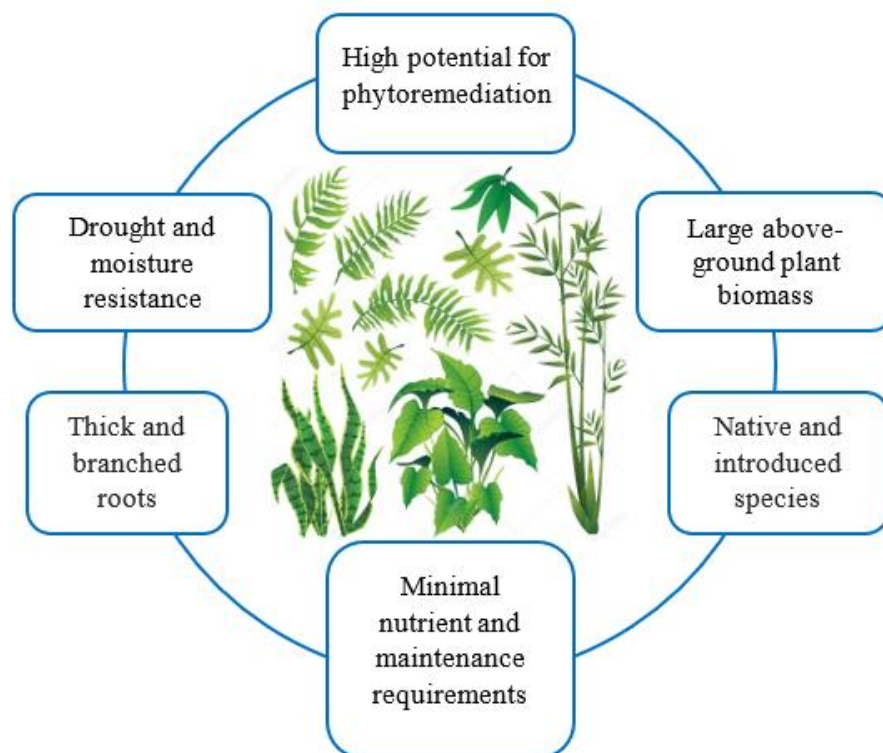 High potential for
phytoremediation
Large above-
ground plant
biomass
Native and
introduced
species
Minimal
nutrient and
maintenance
requirements
Thick and
branched
roots
Drought and
moisture
resistance